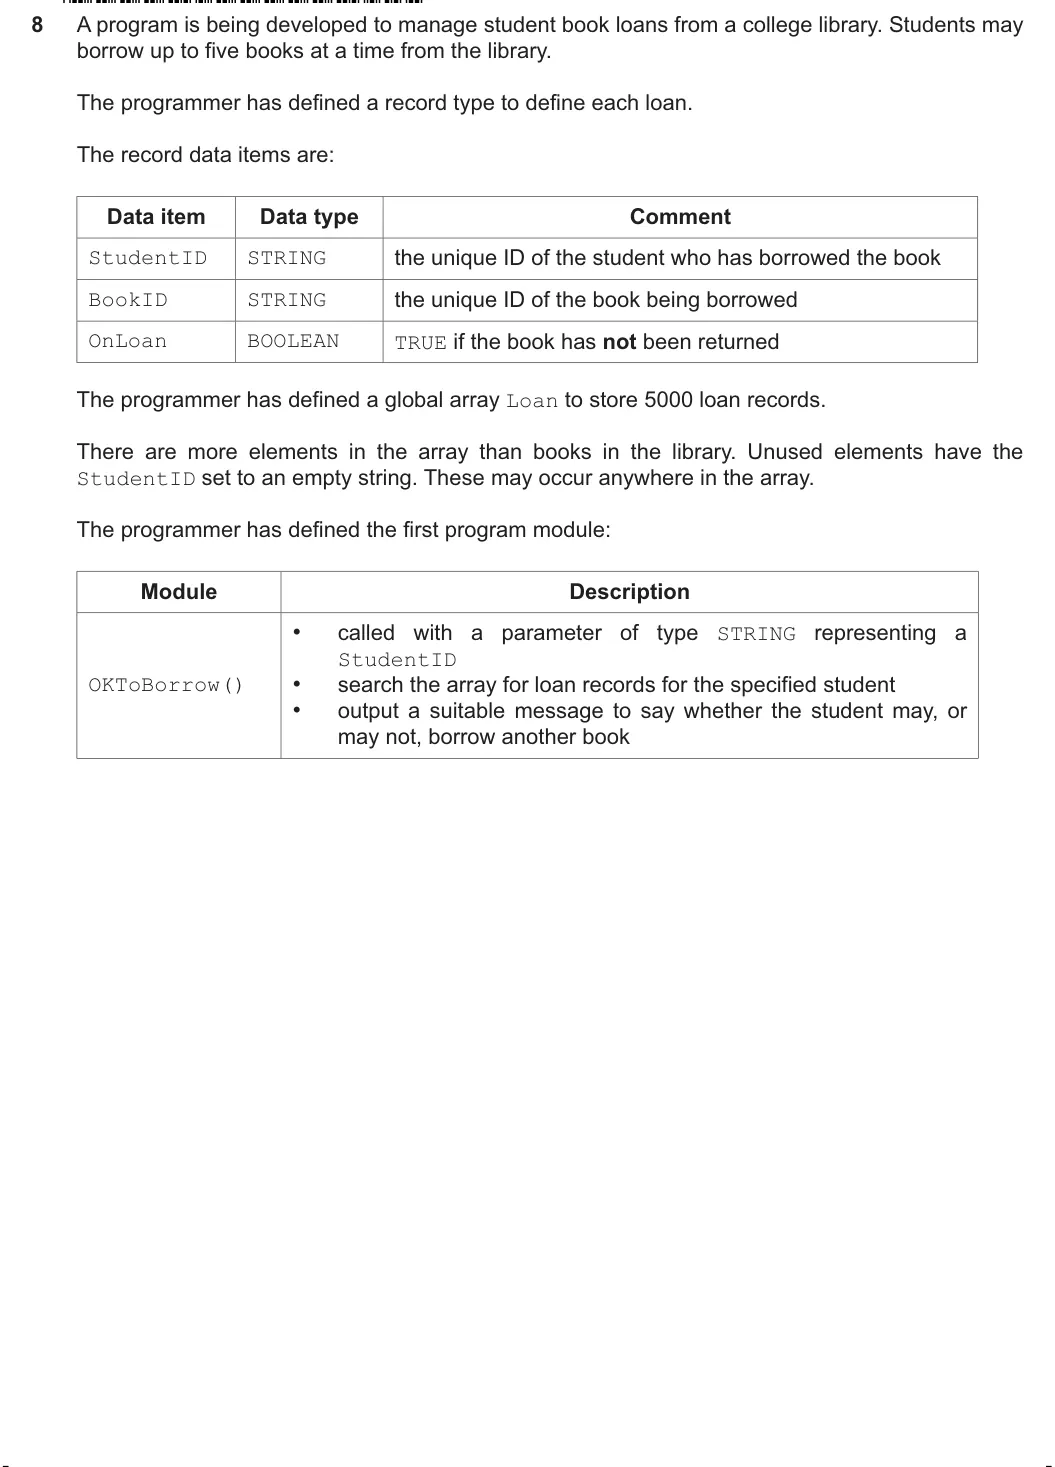 8 A program is being developed to manage student book loans from a college library. Students may
borrow up to five books at a time from the library.
The programmer has defined a record type to define each loan.
The record data items are:
Data item Data type Comment
StudentID STRING the unique ID of the student who has borrowed the book
BookID STRING the unique ID of the book being borrowed
OnLoan BOOLEAN TRUE if the book has not been returned
The programmer has defined a global array Loan to store 5000 loan records.
There are more elements in the array than books in the library. Unused elements have the
StudentID set to an empty string. These may occur anywhere in the array.
The programmer has defined the first program module:
Module Description
OKToBorrow()
• called with a parameter of type STRING representing a
StudentID
• search the array for loan records for the specified student
• output a suitable message to say whether the student may, or
may not, borrow another book